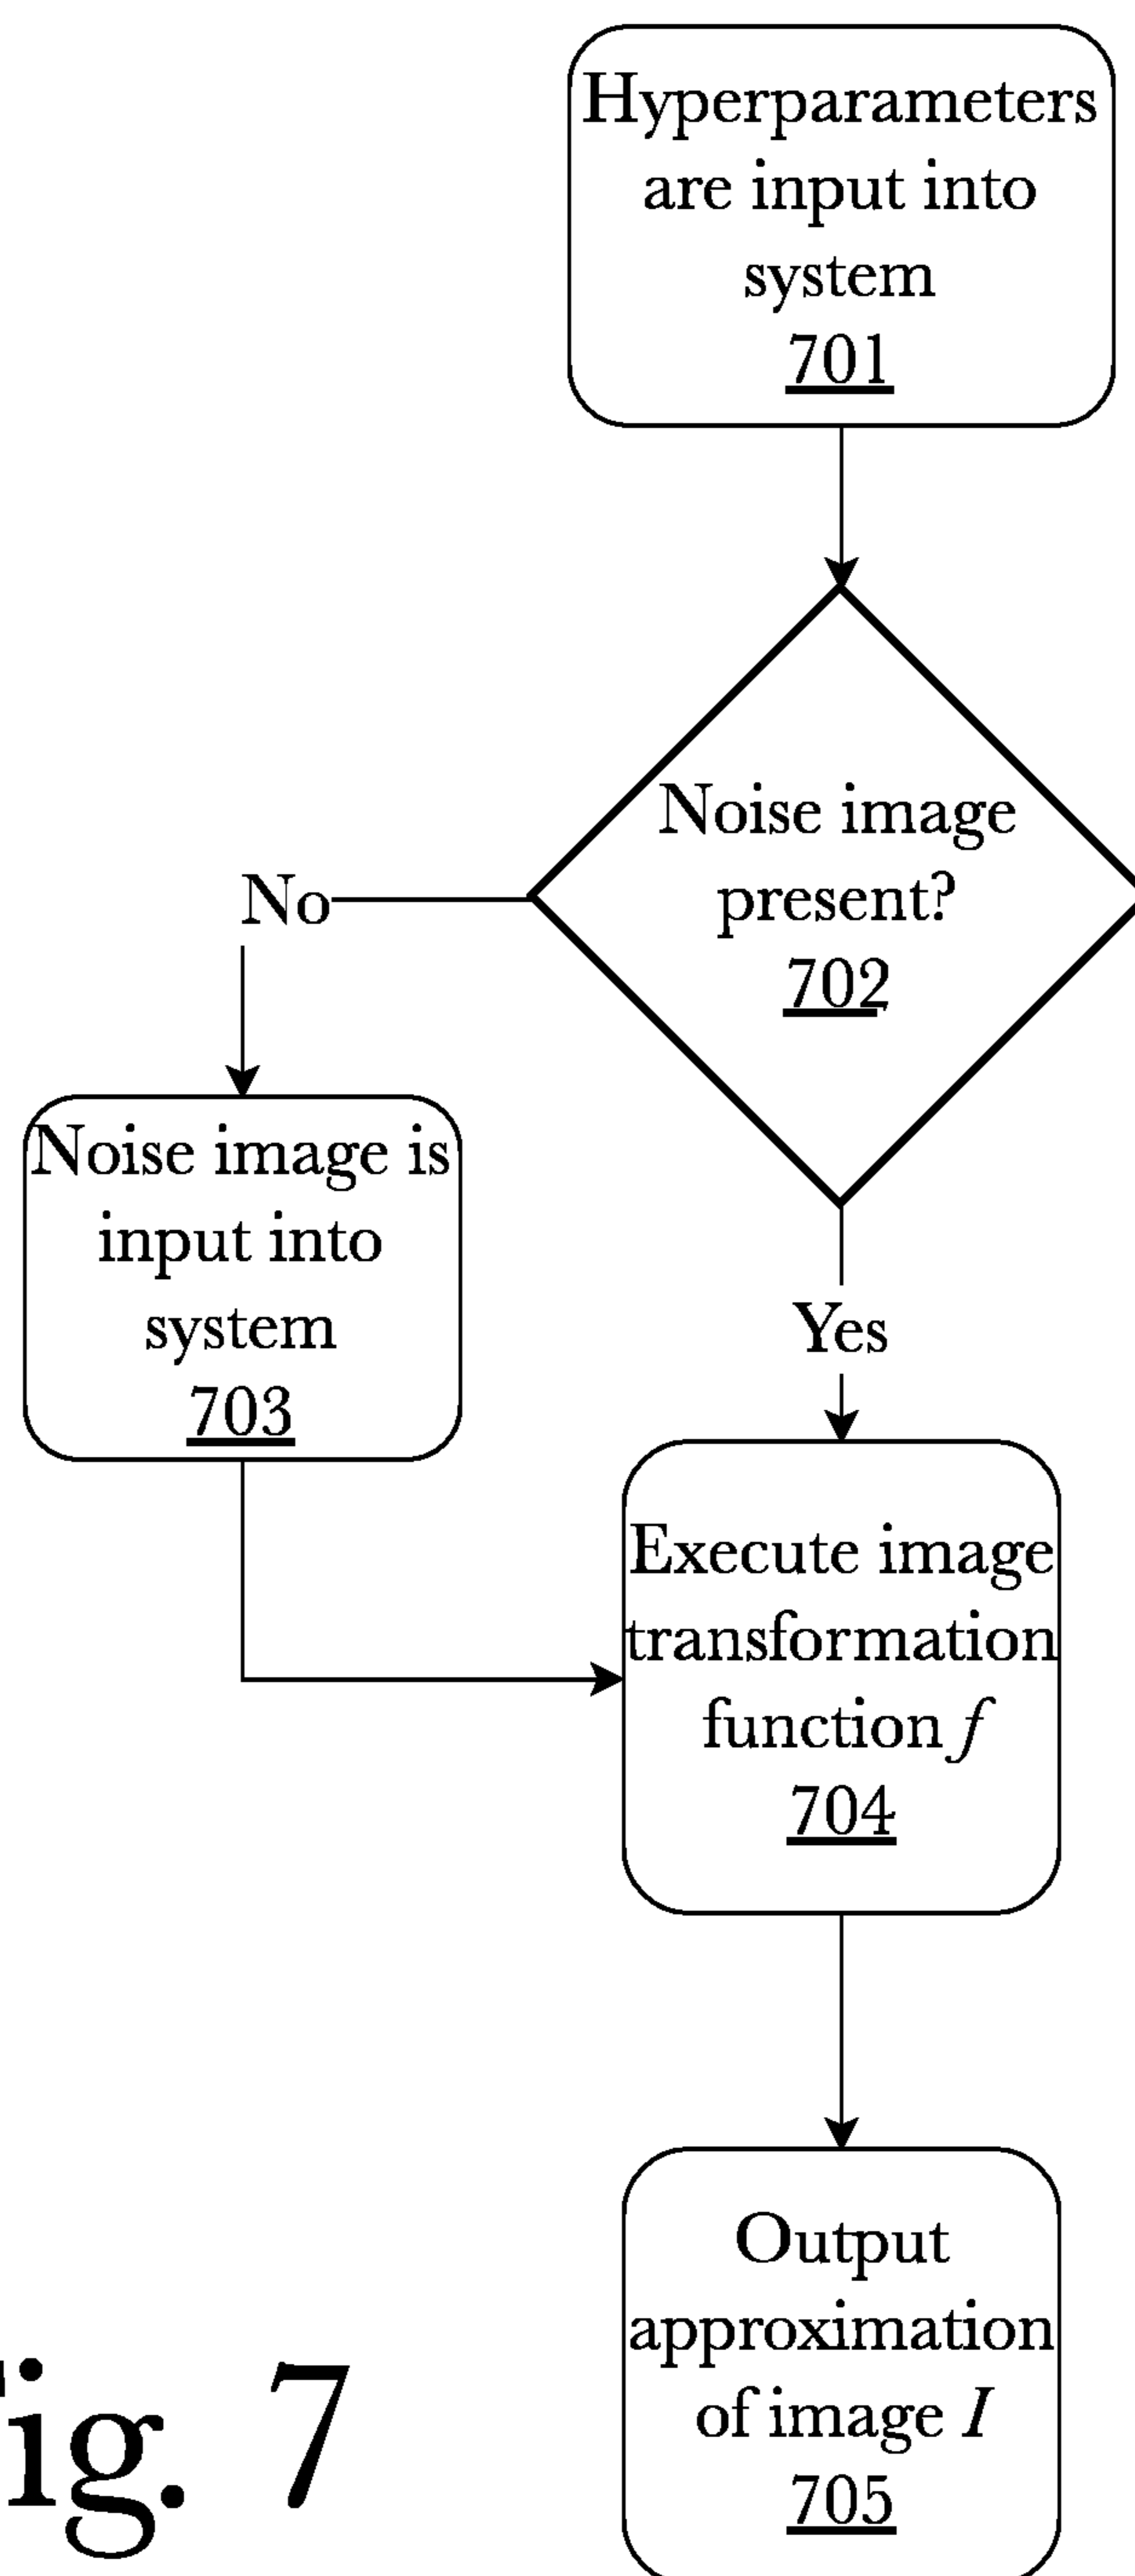 Hyperparameters
are input into
system
701
Noise image
present?
702
No
Noise image is
input into
system
703
Yes
Execute image
transformation
function f
704
Output
approximation
of image I
705
ig. 7